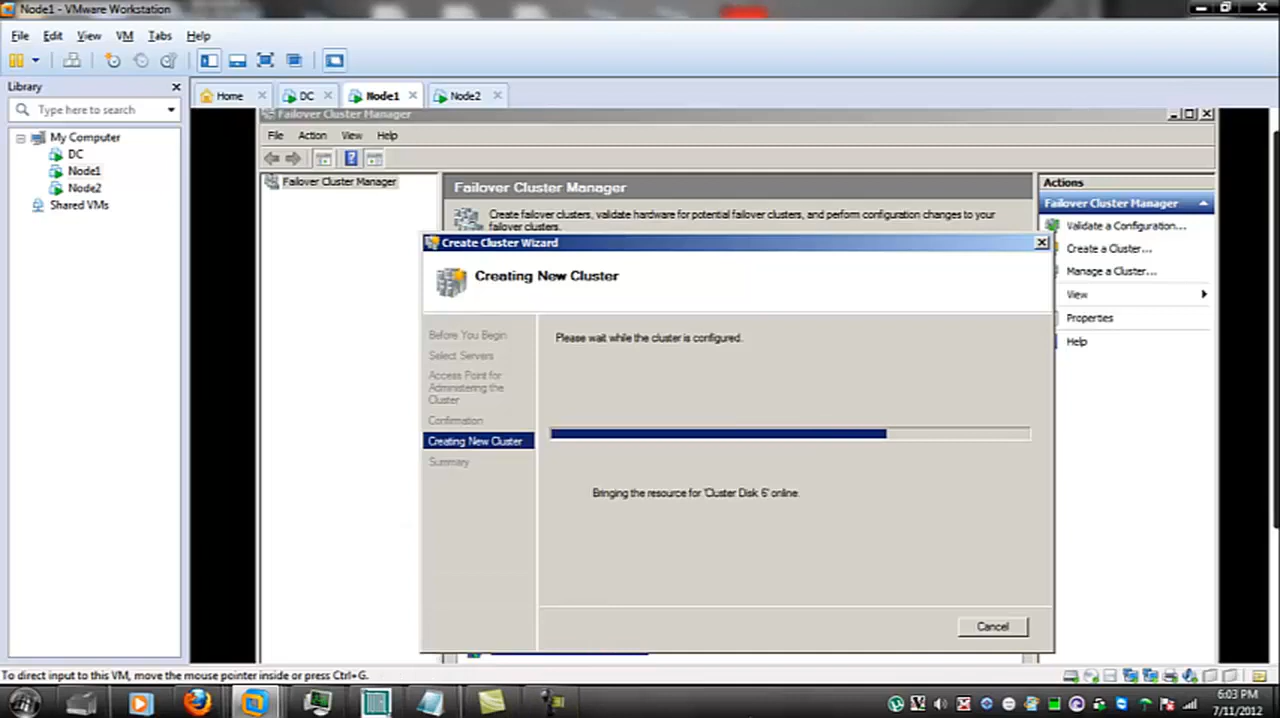 Node1 - VMware Workstation
File Edit View VM Tabs Help
Library
Type here to search
My Computer
DC
Node1
Node2
Shared VMs
Home DC Node1 Node2
Failover Cluster Manager
File Action View Help
Failover Cluster Manager
Failover Cluster Manager
Create failover clusters, validate hardware for potential failover clusters, and perform configuration changes to your
failover clusters.
Actions
Failover Cluster Manager
Validate a Configuration...
Create a Cluster...
Manage a Cluster...
View
Properties
Help
Create Cluster Wizard
Creating New Cluster
Before You Begin
Select Servers
Access Point for
Administering the
Cluster
Confirmation
Creating New Cluster
Summary
Please wait while the cluster is configured.
Bringing the resource for 'Cluster Disk 6' online.
Cancel
To direct input to this VM, move the mouse pointer inside or press Ctrl+G.
6:03 PM
7/11/2012